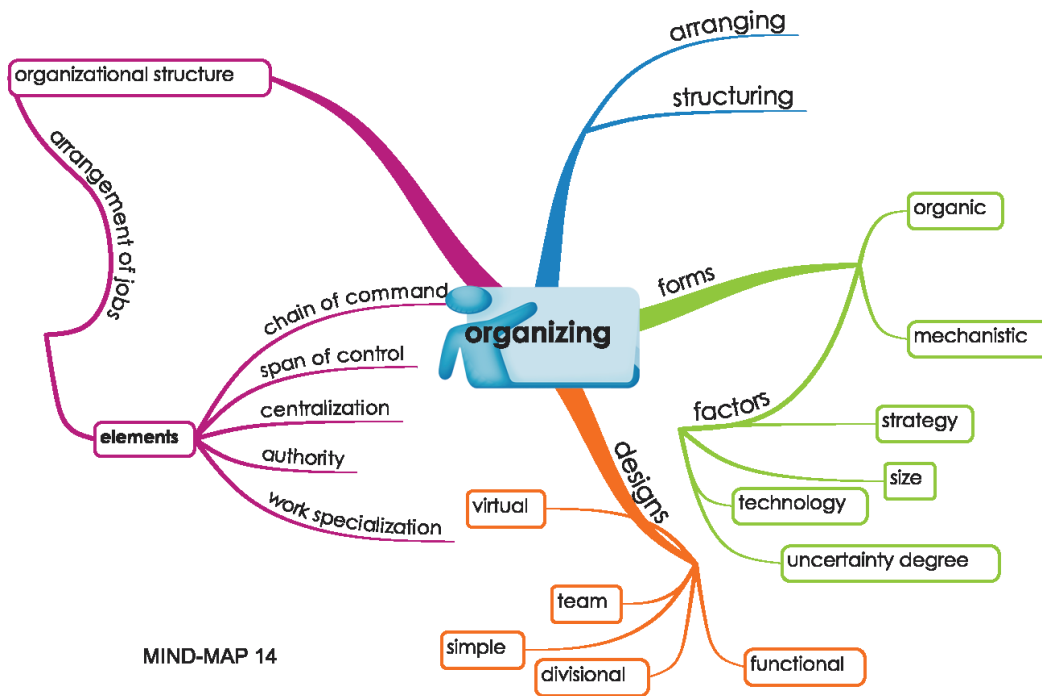 organizational structure
arrangement of jobs
elements
chain of command
span of control
centralization
authority
work specialization
organizing
arranging
structuring
forms
organic
mechanistic
factors
strategy
size
technology
uncertainty degree
designs
virtual
team
simple
divisional
functional
MIND-MAP 14